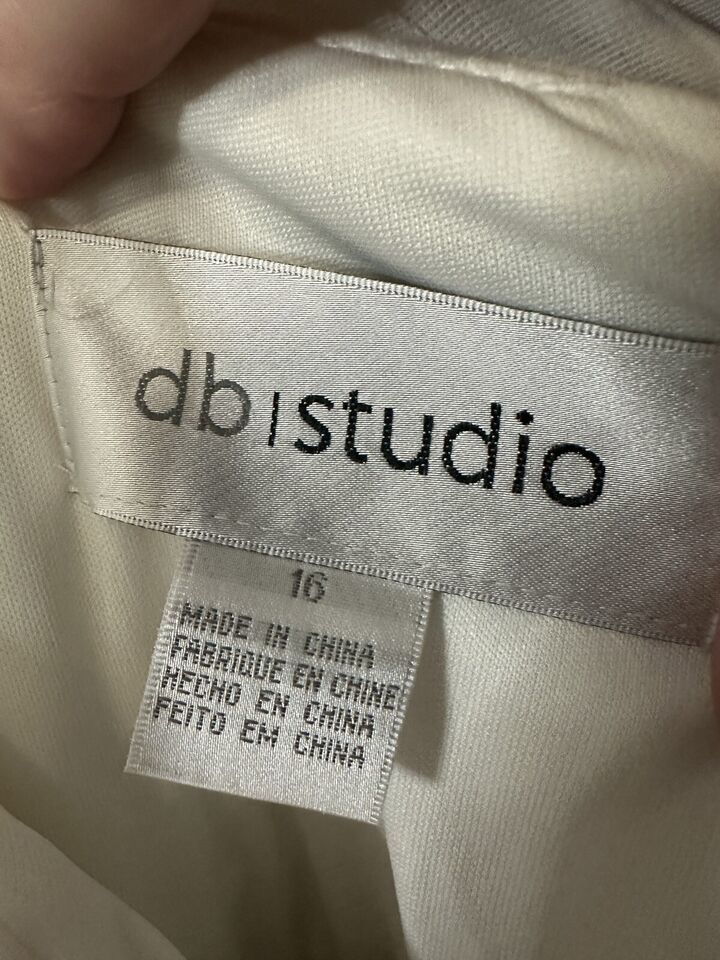 db|studio
16
MADE IN CHINA
FABRIQUE EN CHINE
HECHO EN CHINA
FEITO EM CHINA